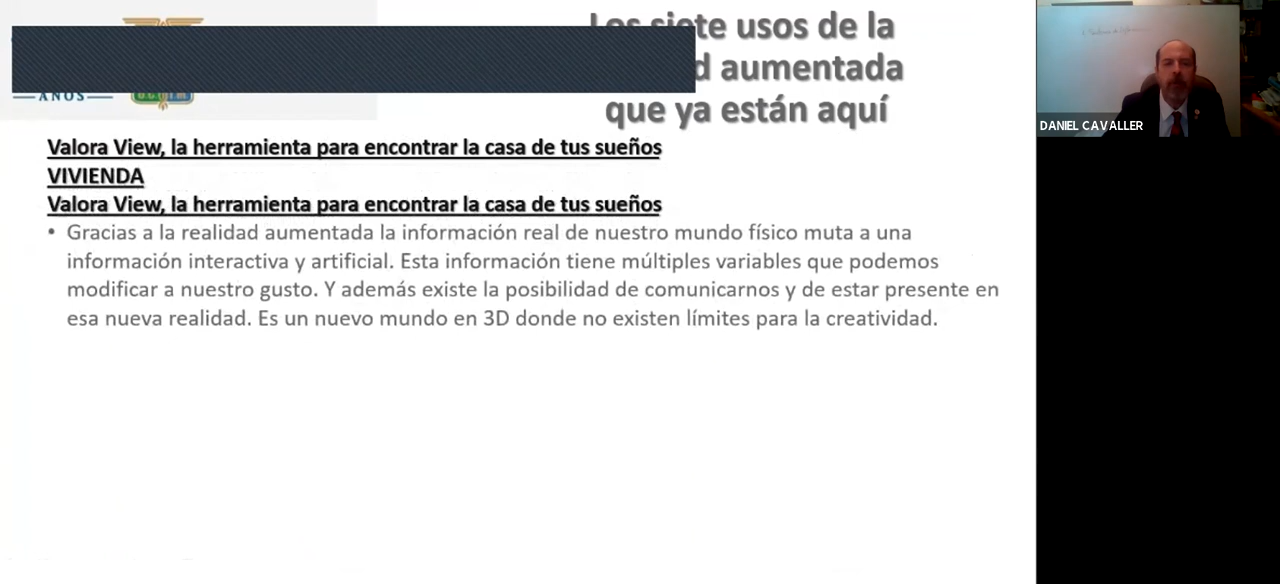 Los siete usos de la
d aumentada
que ya están aquí
AÑOS
Valora View, la herramienta para encontrar la casa de tus sueños
VIVIENDA
Valora View, la herramienta para encontrar la casa de tus sueños
• Gracias a la realidad aumentada la información real de nuestro mundo físico muta a una
información interactiva y artificial. Esta información tiene múltiples variables que podemos
modificar a nuestro gusto. Y además existe la posibilidad de comunicarnos y de estar presente en
esa nueva realidad. Es un nuevo mundo en 3D donde no existen límites para la creatividad.
DANIEL CAVALLER